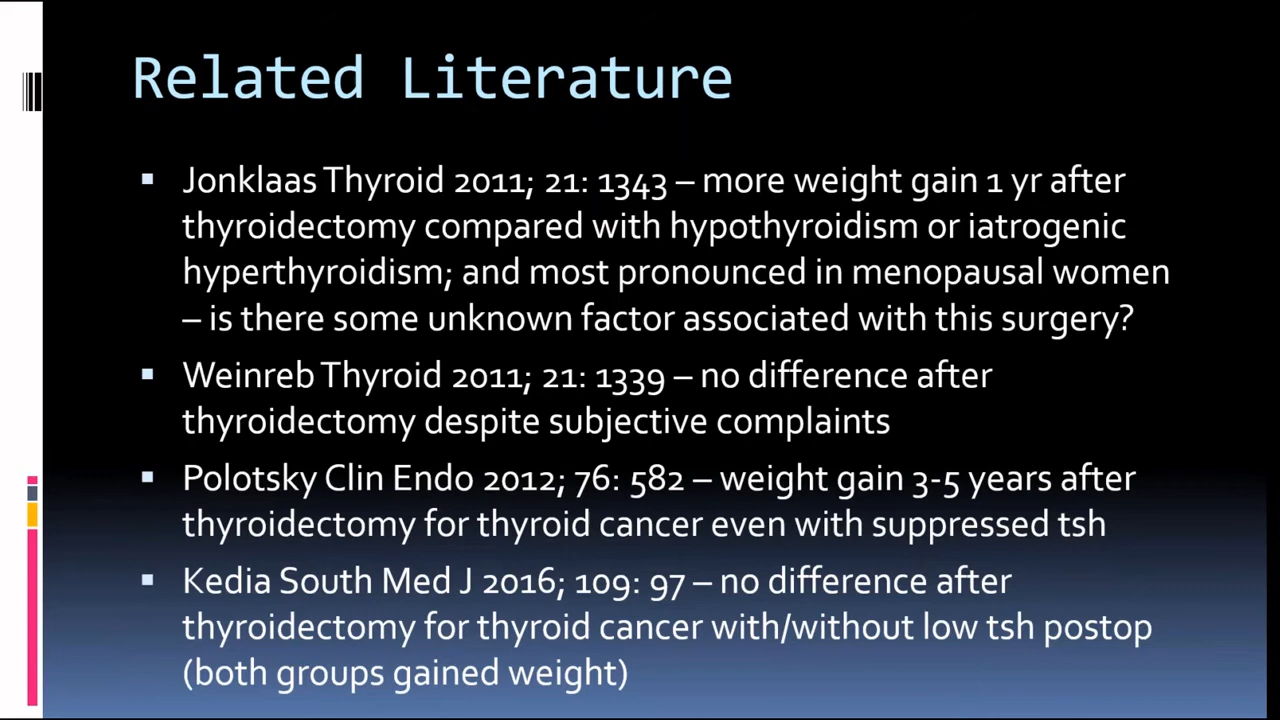 Related Literature
Jonklaas Thyroid 2011; 21: 1343 – more weight gain 1 yr after
thyroidectomy compared with hypothyroidism or iatrogenic
hyperthyroidism; and most pronounced in menopausal women
– is there some unknown factor associated with this surgery?
Weinreb Thyroid 2011; 21: 1339 – no difference after
thyroidectomy despite subjective complaints
Polotsky Clin Endo 2012; 76: 582 – weight gain 3-5 years after
thyroidectomy for thyroid cancer even with suppressed tsh
Kedia South Med J 2016; 109: 97 – no difference after
thyroidectomy for thyroid cancer with/without low tsh postop
(both groups gained weight)